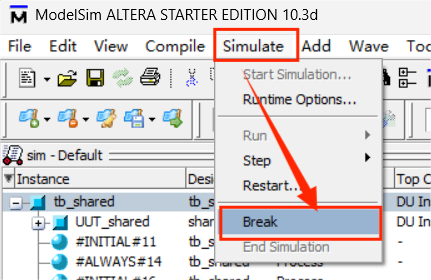 ModelSim ALTERA STARTER EDITION 10.3d
File Edit View Compile Simulate Add Wave Too
Start Simulation...
Runtime Options...
Run
Step
Restart...
Break
End Simulation
sim - Default
Instance Desi Top C
tb_shared tb_s DU In
UUT_shared shar DU In
#INITIAL#11 tb_s -
#ALWAYS#14 tb_s -
#INITIAL#16 tb_shared Process -